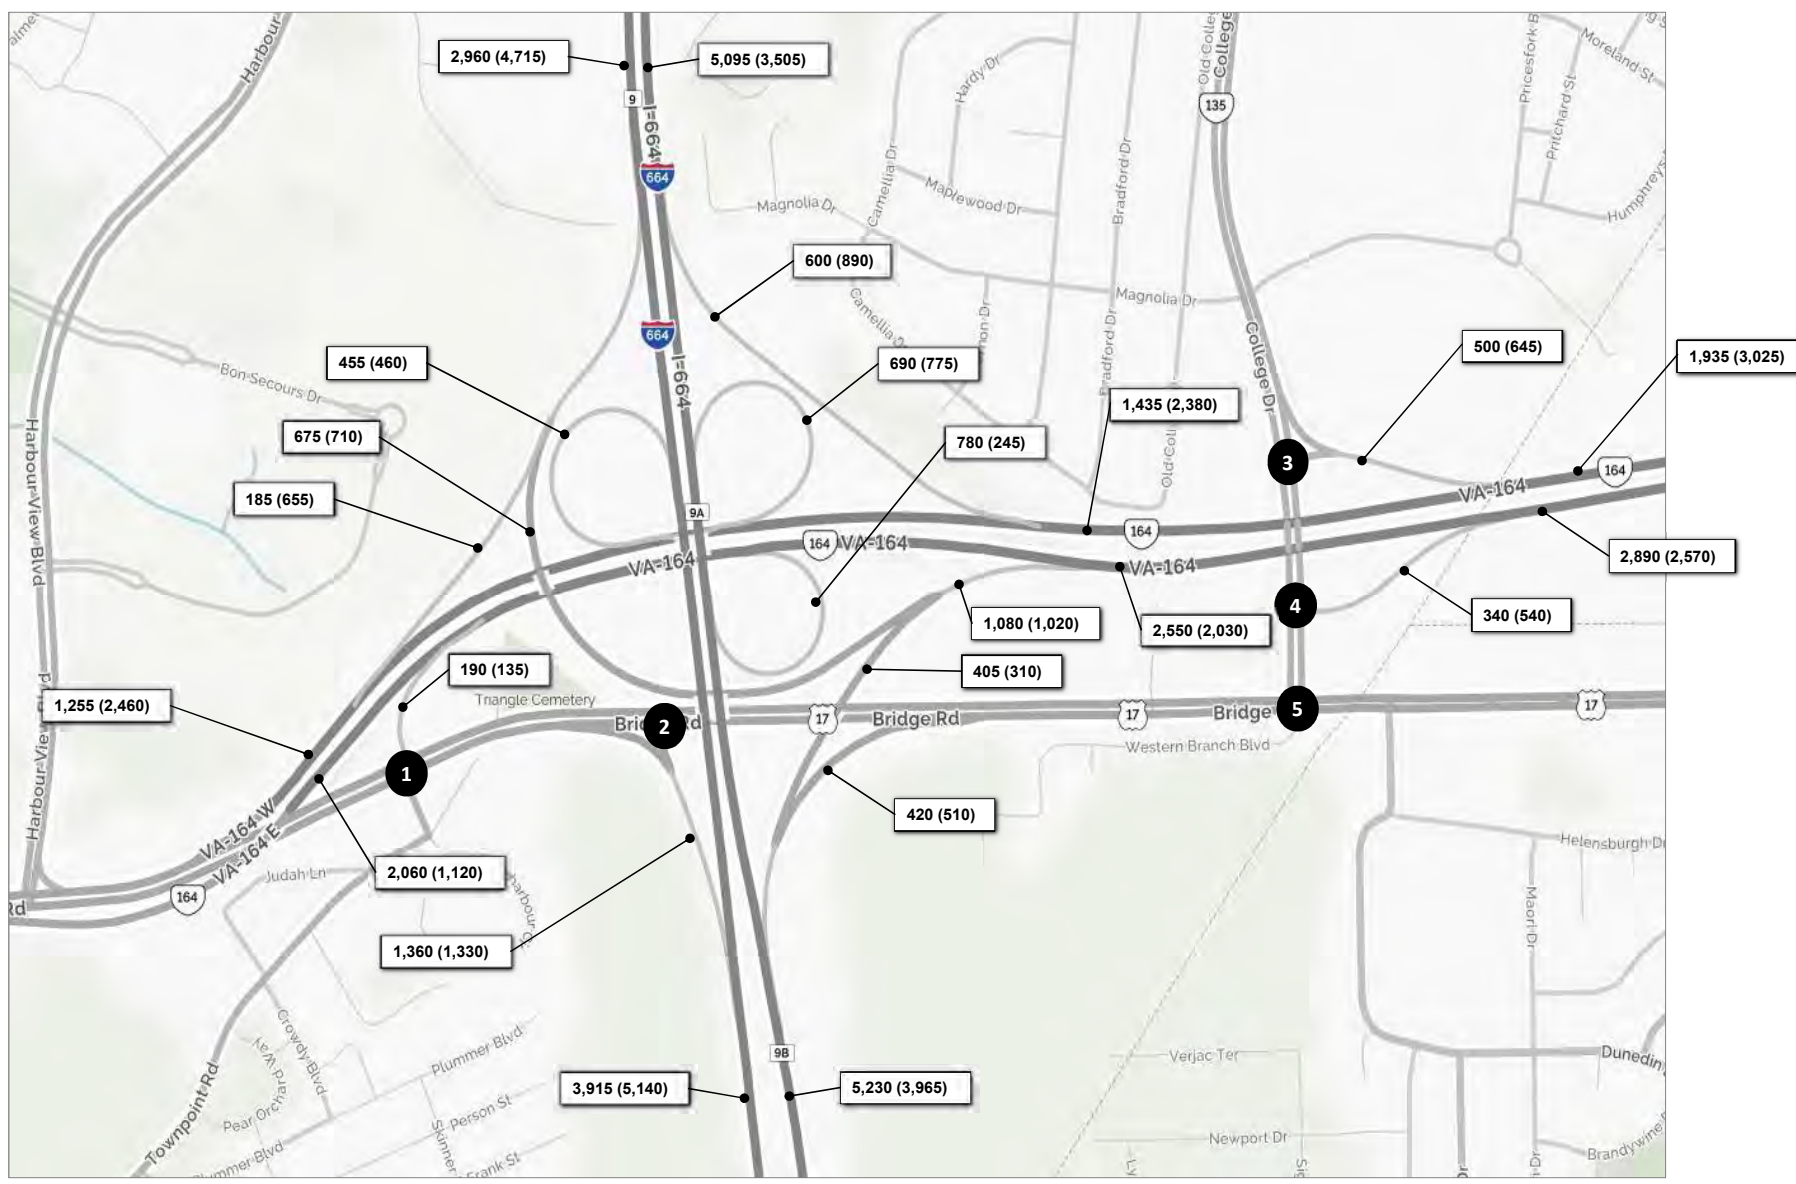 Harbour
2,960 (4,715)
5,095 (3,505)
Old College
College
Pricesfork B
Moreland St
Pritchard St
Hardy Dr
9
I-664
135
664
Camellia Dr
Bradford Dr
Maplewood Dr
Magnolia Dr
Humphreys
600 (890)
Magnolia Dr
Camellia Dr
664
College Dr
500 (645)
1,935 (3,025)
455 (460)
690 (775)
I-664
Bradford Dr
Bon Secours Dr
1,435 (2,380)
675 (710)
780 (245)
Harbour View Blvd
3
164
185 (655)
VA-164
9A
164
VA-164
164
VA-164
VA-164
2,890 (2,570)
4
340 (540)
1,080 (1,020)
2,550 (2,030)
190 (135)
405 (310)
1,255 (2,460)
Triangle Cemetery
2
17
Bridge Rd
17
Bridge
5
17
Western Branch Blvd
1
420 (510)
VA-164 W
VA-164 E
Helensburgh Dr
2,060 (1,120)
Judah Ln
164
Rd
Maori Dr
1,360 (1,330)
Crowdy Blvd
Plummer Blvd
9B
Verjac Ter
Dunedin
3,915 (5,140)
5,230 (3,965)
Person St
Pear Orchard Way
Townpoint Rd
Skinner
Newport Dr
Brandywine
Plummer Blvd
Frank St